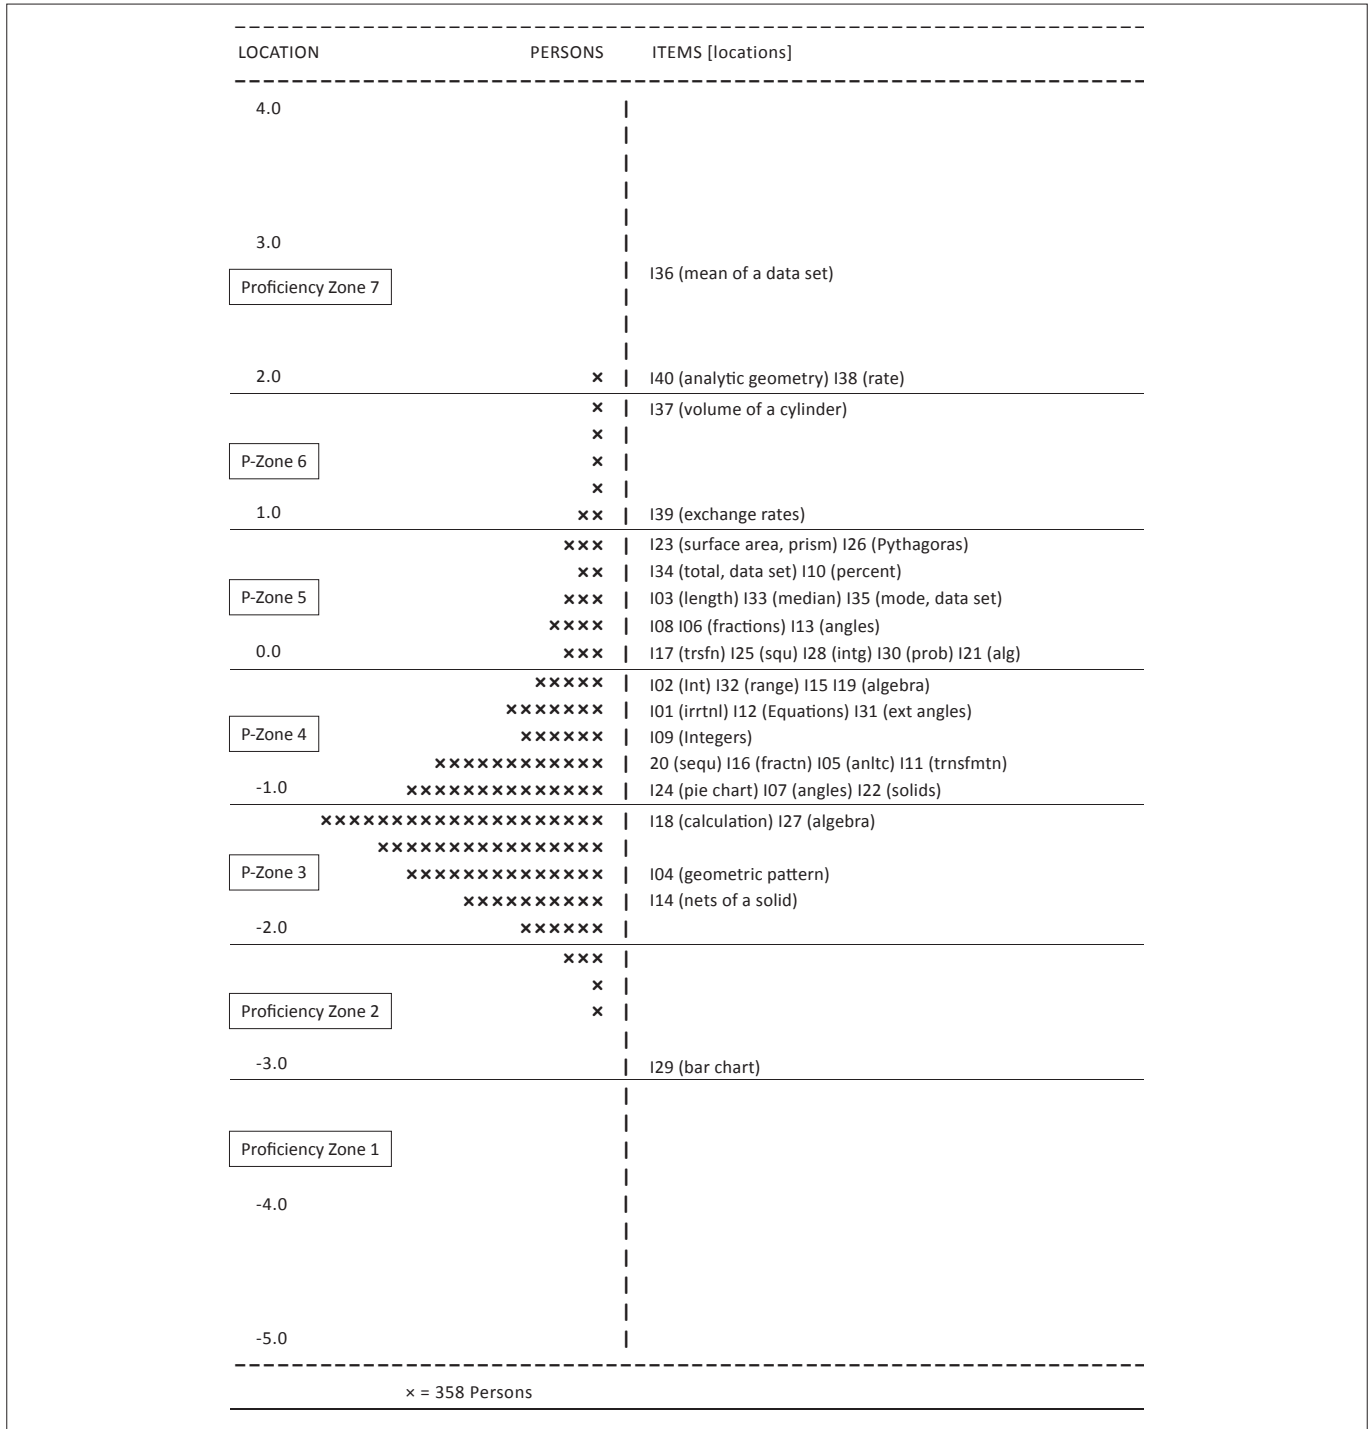 LOCATION PERSONS ITEMS [locations]
4.0
3.0
I36 (mean of a data set)
Proficiency Zone 7
2.0 × I40 (analytic geometry) I38 (rate)
× I37 (volume of a cylinder)
×
P-Zone 6 ×
×
1.0 ×× I39 (exchange rates)
××× I23 (surface area, prism) I26 (Pythagoras)
×× I34 (total, data set) I10 (percent)
P-Zone 5 ××× I03 (length) I33 (median) I35 (mode, data set)
×××× I08 I06 (fractions) I13 (angles)
0.0 ××× I17 (trsfn) I25 (squ) I28 (intg) I30 (prob) I21 (alg)
××××× I02 (Int) I32 (range) I15 I19 (algebra)
××××××× I01 (irrtnl) I12 (Equations) I31 (ext angles)
P-Zone 4 ×××××× I09 (Integers)
×××××××××××× 20 (sequ) I16 (fractn) I05 (anltc) I11 (trnsfmtn)
-1.0 ×××××××××××××× I24 (pie chart) I07 (angles) I22 (solids)
×××××××××××××××××××× I18 (calculation) I27 (algebra)
××××××××××××××××
P-Zone 3 ×××××××××××××× I04 (geometric pattern)
×××××××××× I14 (nets of a solid)
-2.0 ××××××
×××
×
Proficiency Zone 2 ×
-3.0 I29 (bar chart)
Proficiency Zone 1
-4.0
-5.0
× = 358 Persons